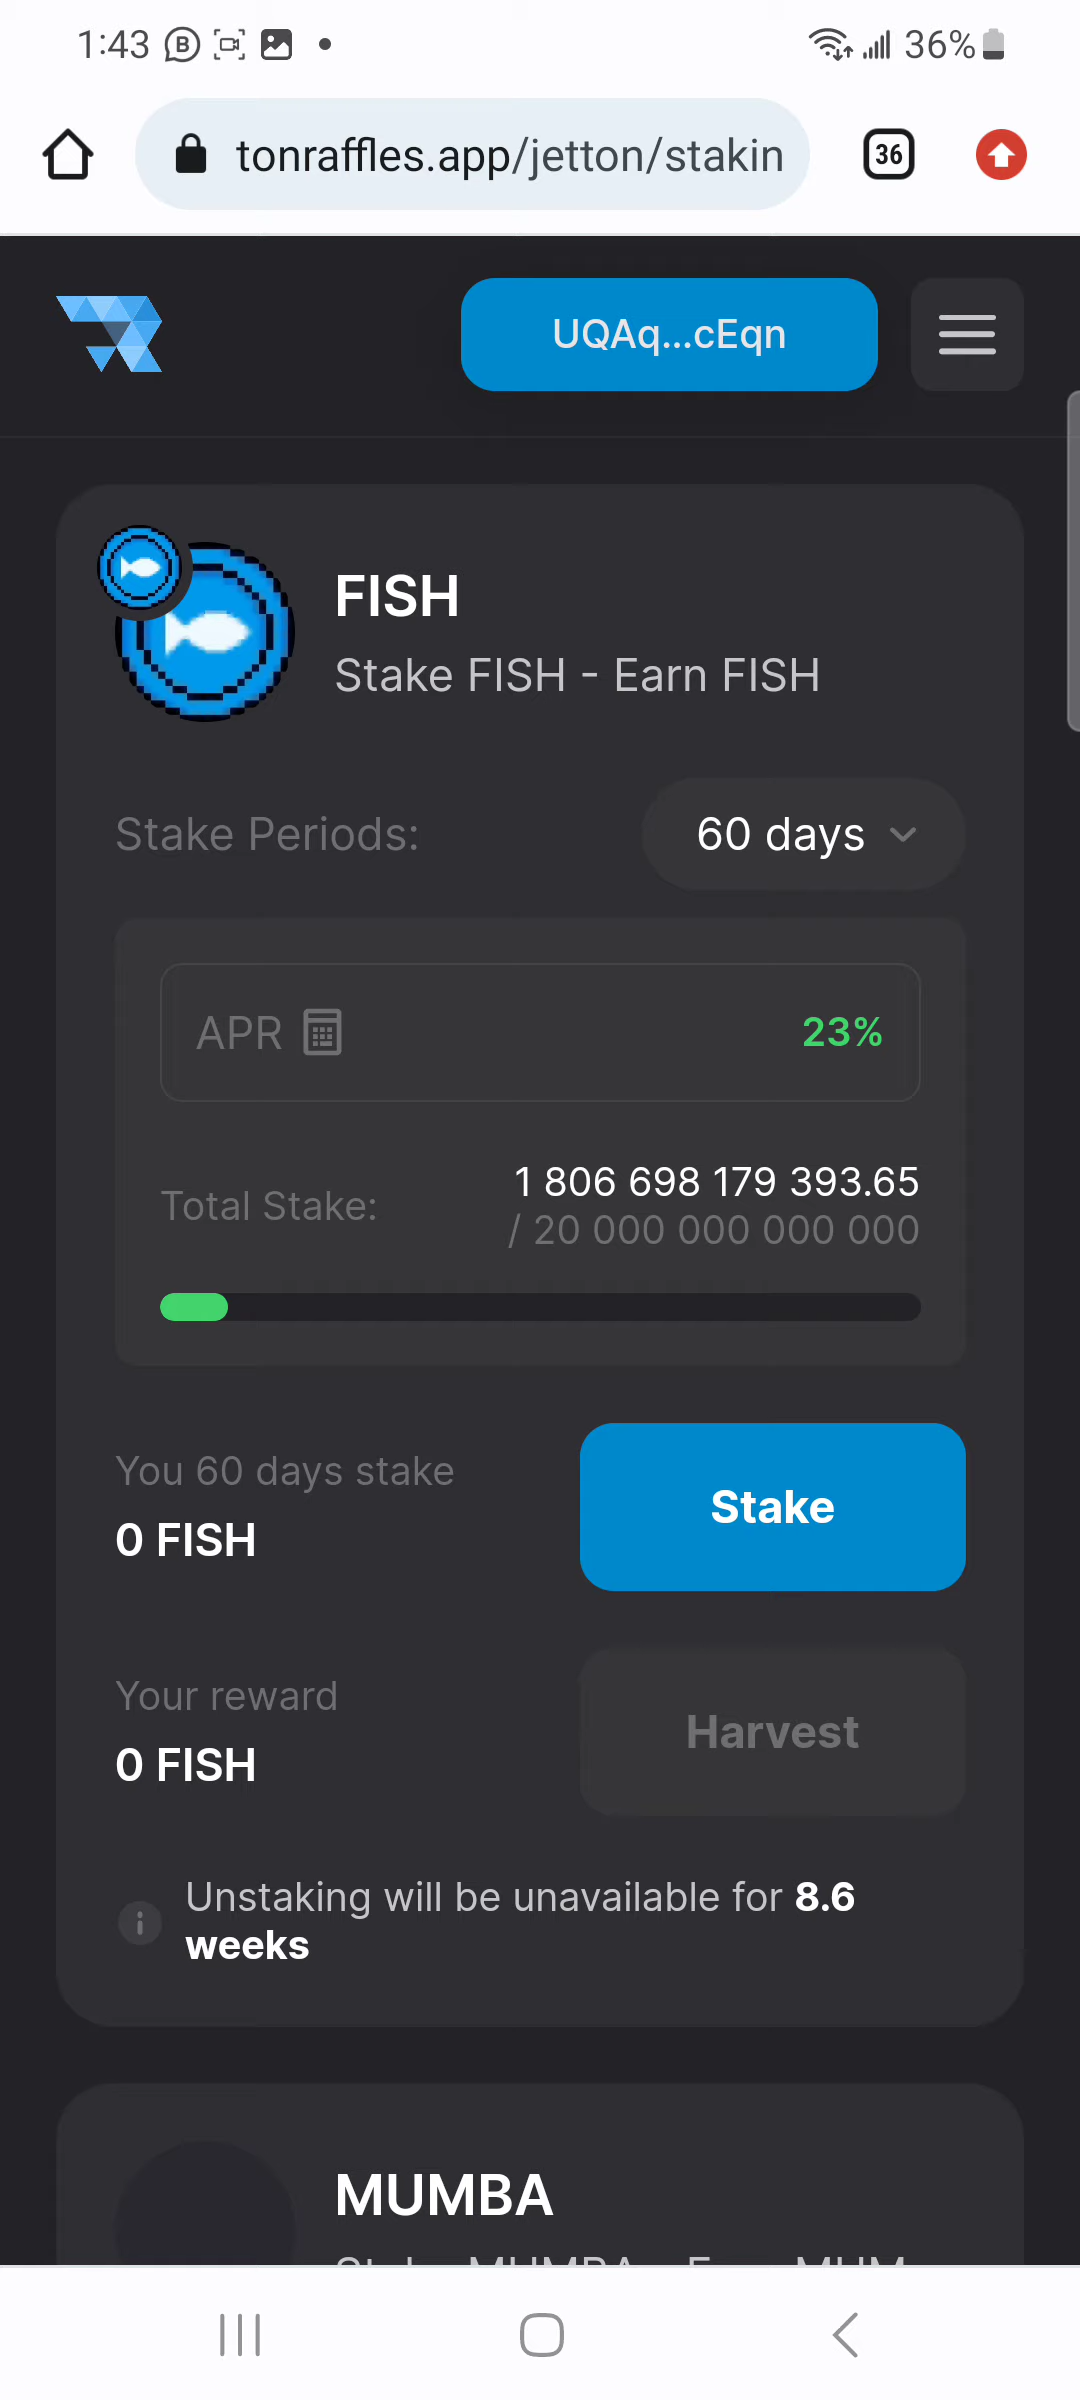 1:43
36%
tonraffles.app/jetton/stakin
36
UQAq...cEqn
FISH
Stake FISH - Earn FISH
Stake Periods:
60 days
APR
23%
Total Stake:
1 806 698 179 393.65
/ 20 000 000 000 000
You 60 days stake
0 FISH
Stake
Your reward
0 FISH
Harvest
Unstaking will be unavailable for 8.6
weeks
MUMBA